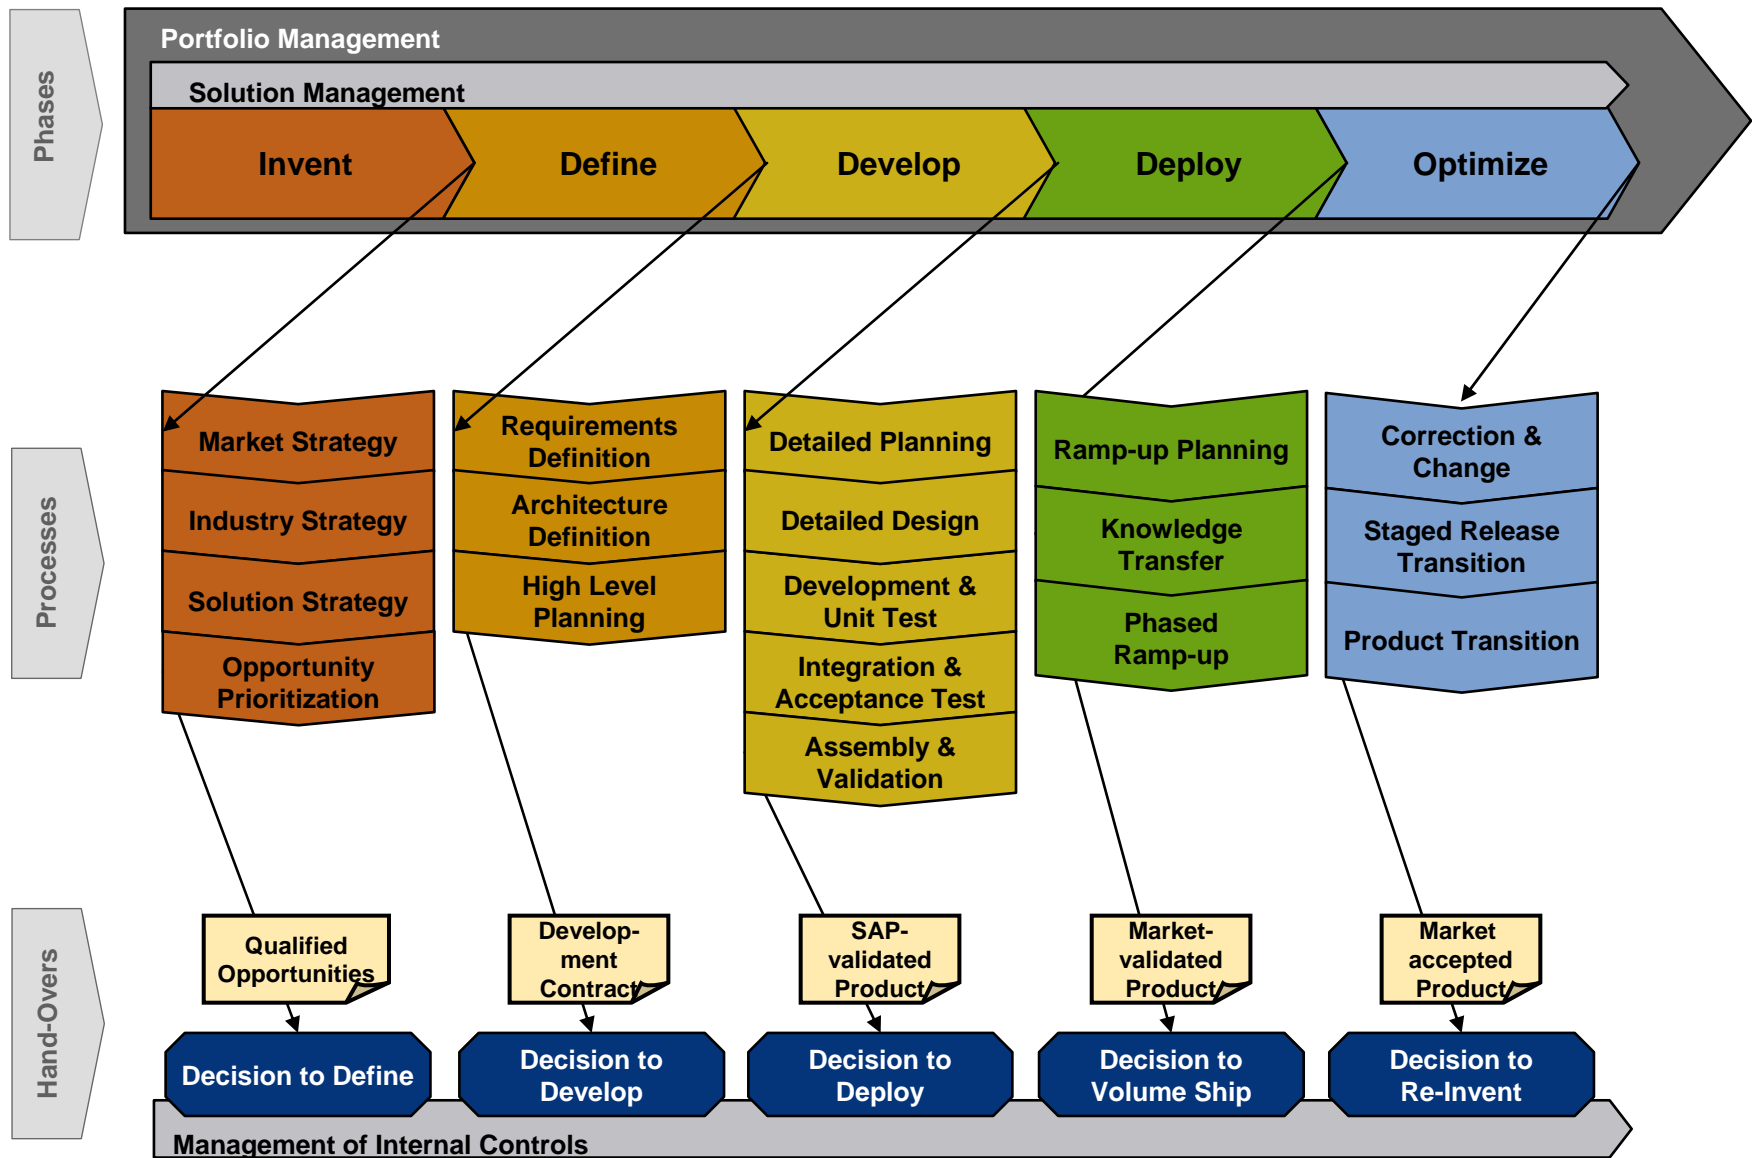 Phases
Portfolio Management
Solution Management
Invent
Define
Develop
Deploy
Optimize
Processes
Market Strategy
Industry Strategy
Solution Strategy
Opportunity
Prioritization
Requirements
Definition
Architecture
Definition
High Level
Planning
Detailed Planning
Detailed Design
Development &
Unit Test
Integration &
Acceptance Test
Assembly &
Validation
Ramp-up Planning
Knowledge
Transfer
Phased
Ramp-up
Correction &
Change
Staged Release
Transition
Product Transition
Hand-Overs
Qualified
Opportunities
Develop-
ment
Contract
SAP-
validated
Product
Market-
validated
Product
Market
accepted
Product
Decision to Define
Decision to
Develop
Decision to
Deploy
Decision to
Volume Ship
Decision to
Re-Invent
Management of Internal Controls